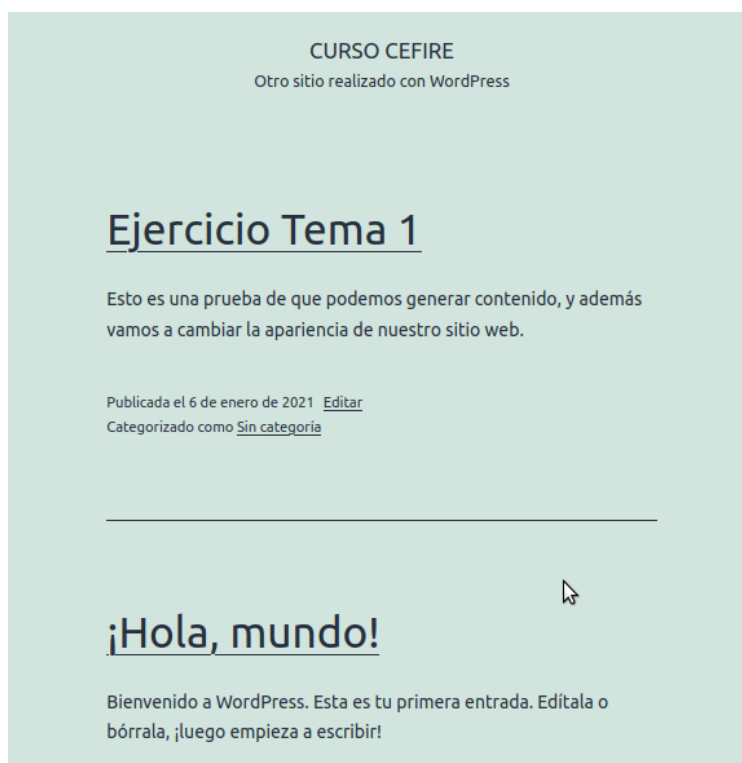 CURSO CEFIRE
Otro sitio realizado con WordPress
Ejercicio Tema 1
Esto es una prueba de que podemos generar contenido, y además
vamos a cambiar la apariencia de nuestro sitio web.
Publicada el 6 de enero de 2021 Editar
Categorizado como Sin categoría
¡Hola, mundo!
Bienvenido a WordPress. Esta es tu primera entrada. Edítala o
bórrala, ¡luego empieza a escribir!